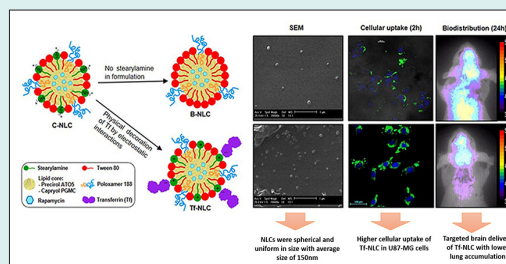 SEM
Cellular uptake (2h)
Biodistribution (24h)
No stearylamine
in formulation
C-NLC
B-NLC
Physical decoration
of Tf by electrostatic
interactions
Stearylamine
Tween 80
Lipid core:
- Precirol ATOS
- Capryol PGMC
Poloxamer 188
Rapamycin
Transferrin (Tf)
Tf-NLC
NLCs were spherical and
uniform in size with average
size of 150nm
Higher cellular uptake of
Tf-NLC in U87-MG cells
Targeted brain delive
of Tf-NLC with lowe
lung accumulation